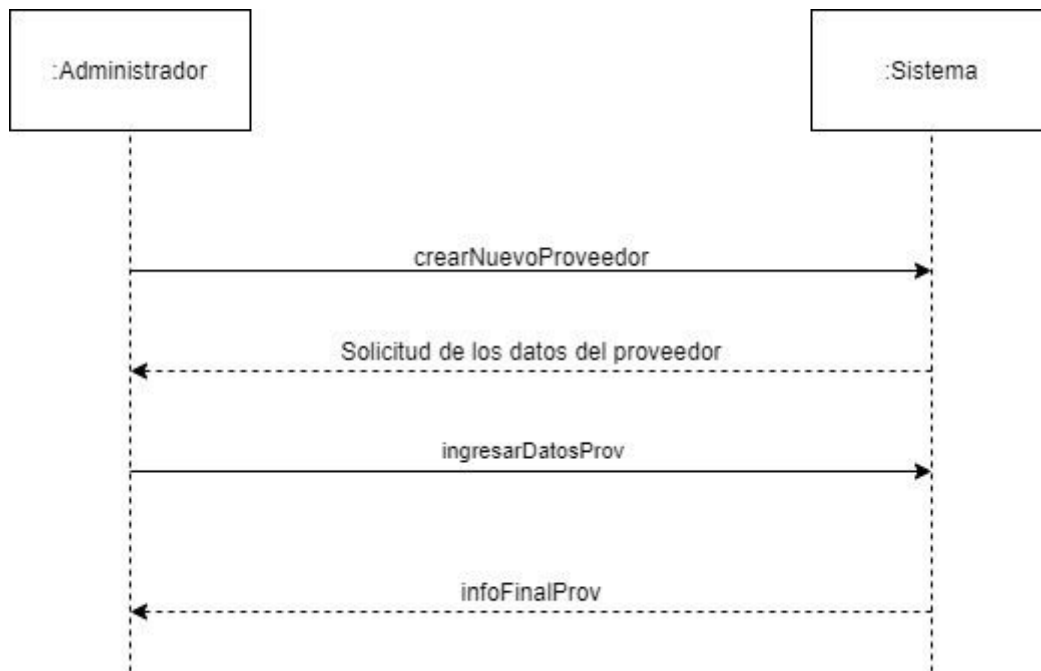 :Administrador
:Sistema
crearNuevoProveedor
Solicitud de los datos del proveedor
ingresarDatosProv
infoFinalProv